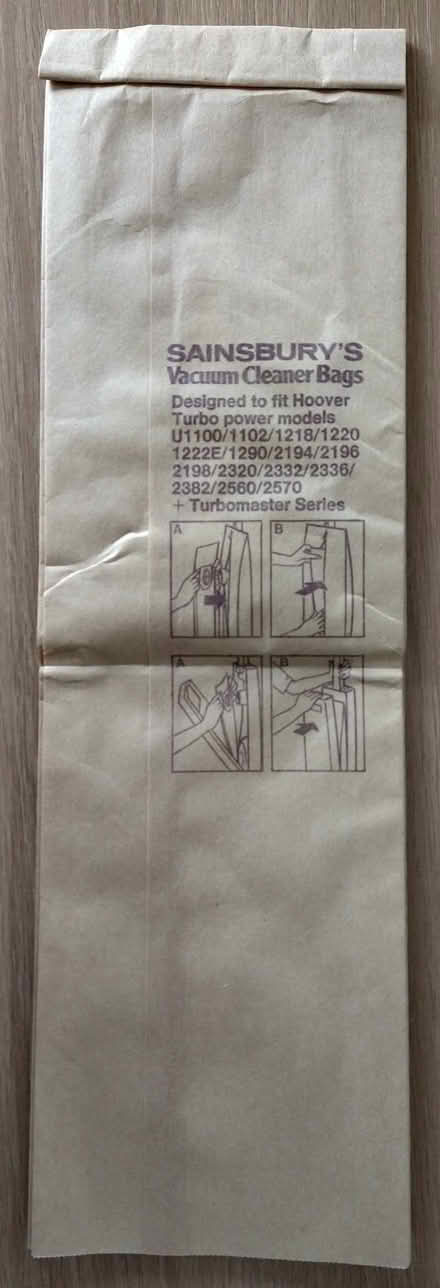 SAINSBURY'S
Vacuum Cleaner Bags
Designed to fit Hoover
Turbo power models
U1100/1102/1218/1220
1222E/1290/2194/2196
2198/2320/2332/2336/
2382/2560/2570
+ Turbomaster Series
A B
A B